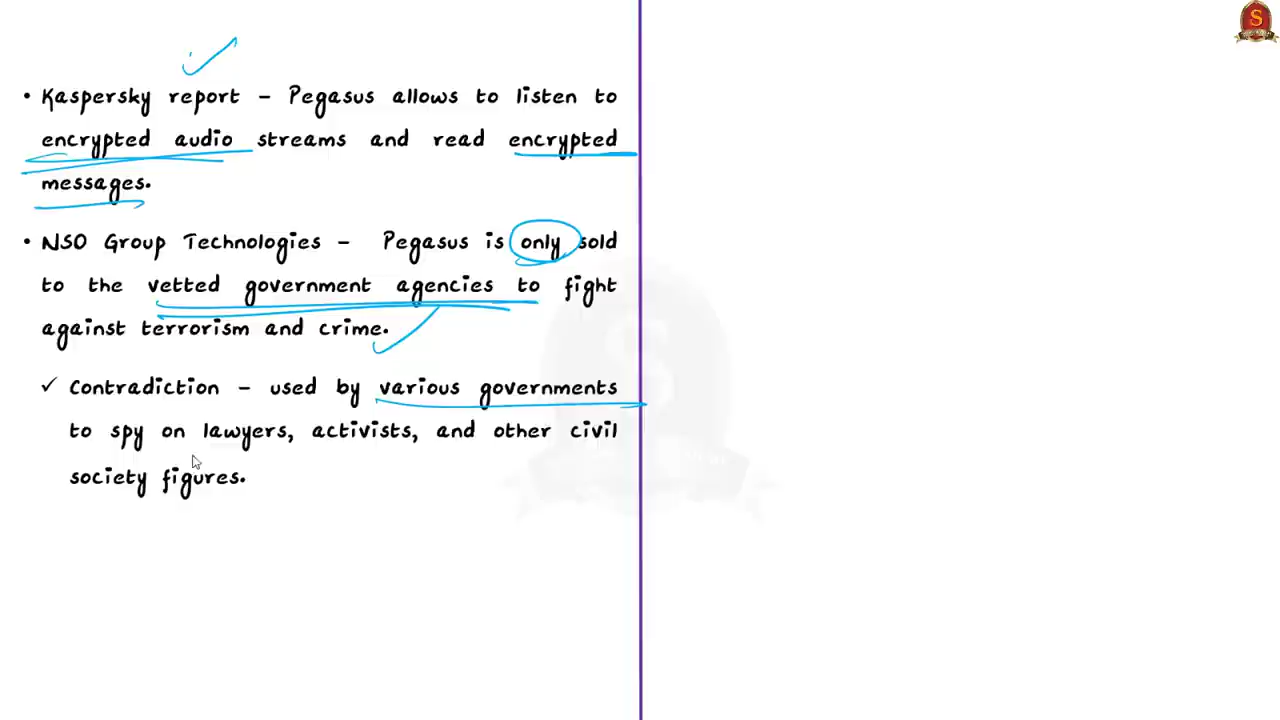 • Kaspersky report - Pegasus allows to listen to
encrypted audio streams and read encrypted
messages.
• NSO Group Technologies - Pegasus is only sold
to the vetted government agencies to fight
against terrorism and crime.
✓ Contradiction - used by various governments
to spy on lawyers, activists, and other civil
society figures.
S